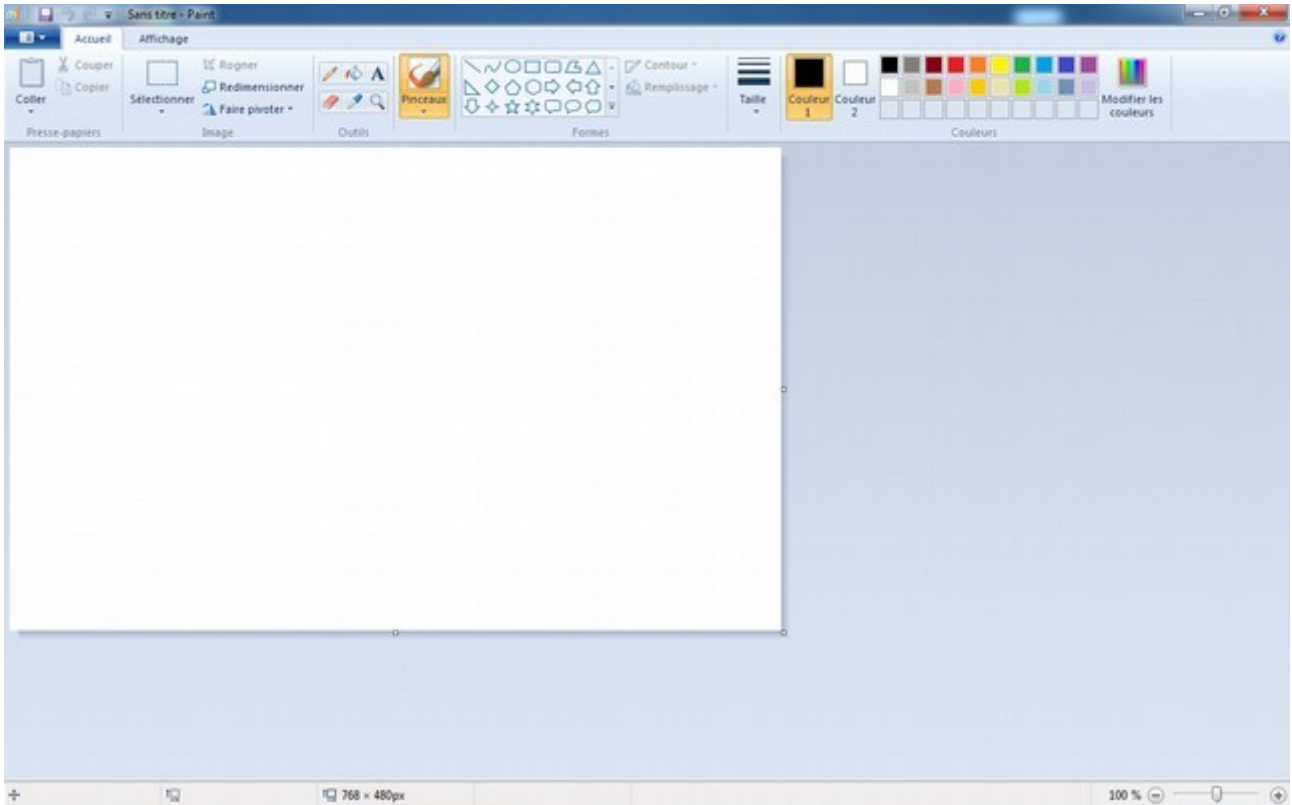 Sans titre - Paint
Accueil Affichage
Coller
Couper
Copier
Presse-papiers
Sélectionner
Rogner
Redimensionner
Faire pivoter
Image
A
Outils
Pinceaux
Contour
Remplissage
Formes
Taille
Couleur 1
Couleur 2
Modifier les
couleurs
Couleurs
768 × 480px
100 %